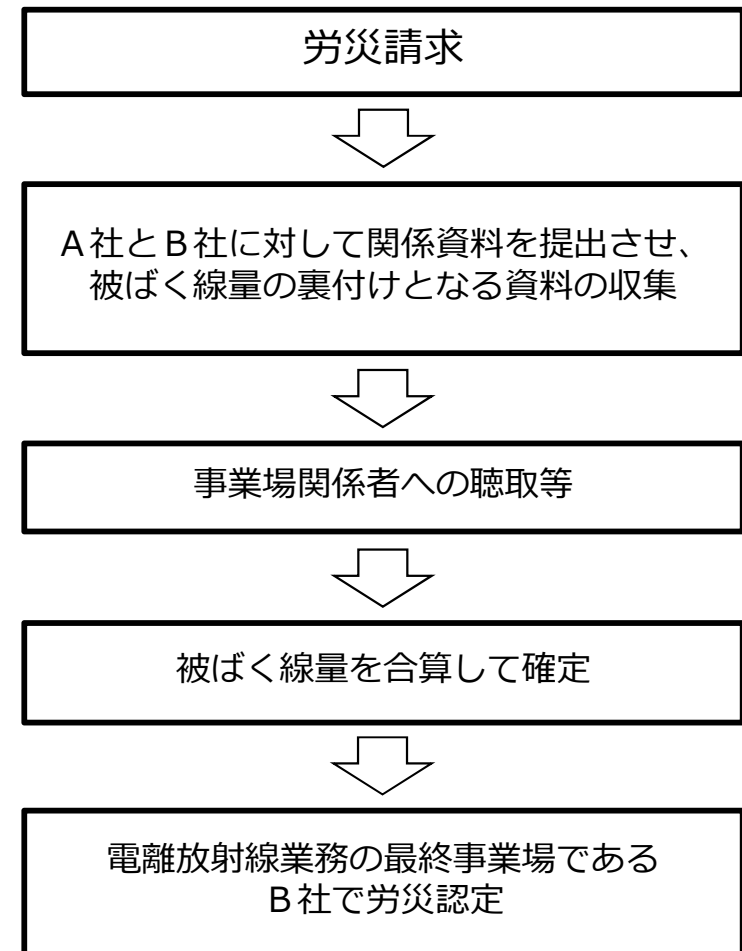 労災請求
A社とB社に対して関係資料を提出させ、
被ばく線量の裏付けとなる資料の収集
事業場関係者への聴取等
被ばく線量を合算して確定
電離放射線業務の最終事業場である
B社で労災認定